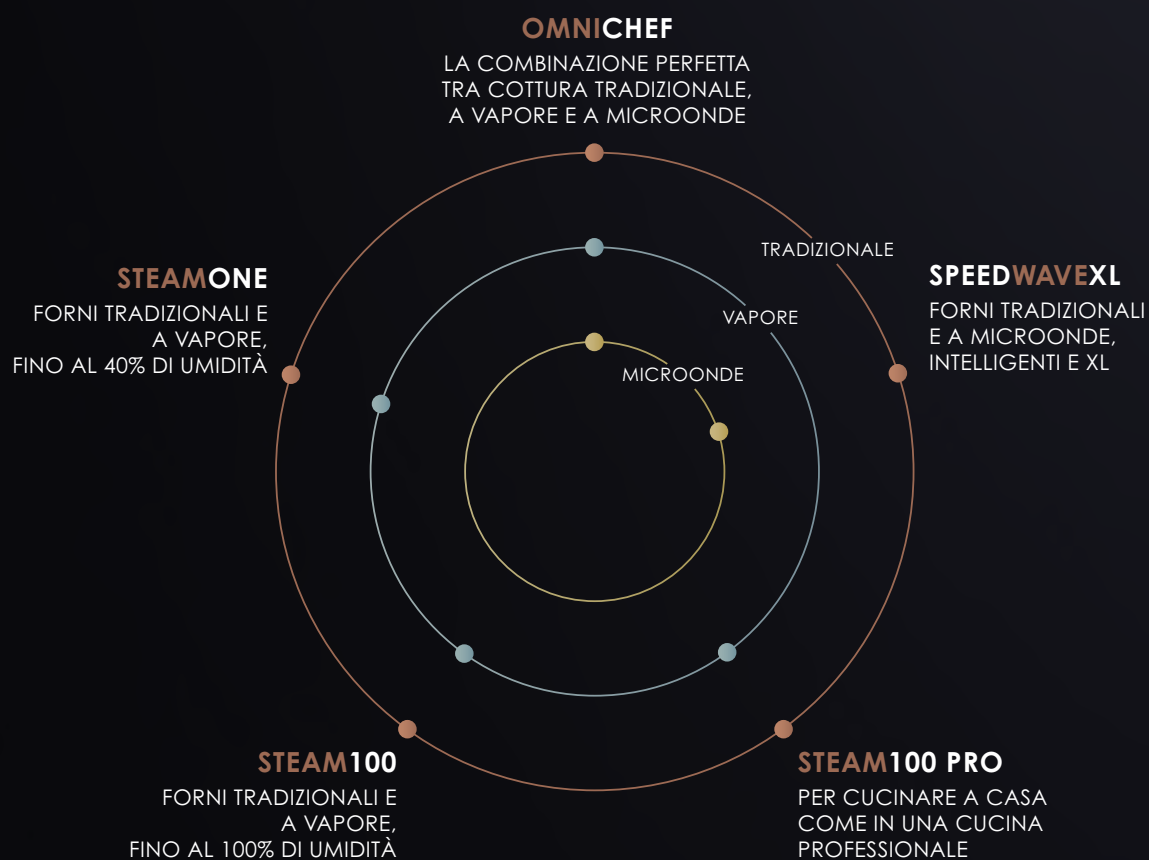 OMNICHEF
LA COMBINAZIONE PERFETTA
TRA COTTURA TRADIZIONALE,
A VAPORE E A MICROONDE
TRADIZIONALE
VAPORE
MICROONDE
STEAMONE
FORNI TRADIZIONALI E
A VAPORE,
FINO AL 40% DI UMIDITÀ
SPEEDWAVEXL
FORNI TRADIZIONALI
E A MICROONDE,
INTELLIGENTI E XL
STEAM100
FORNI TRADIZIONALI E
A VAPORE,
FINO AL 100% DI UMIDITÀ
STEAM100 PRO
PER CUCINARE A CASA
COME IN UNA CUCINA
PROFESSIONALE